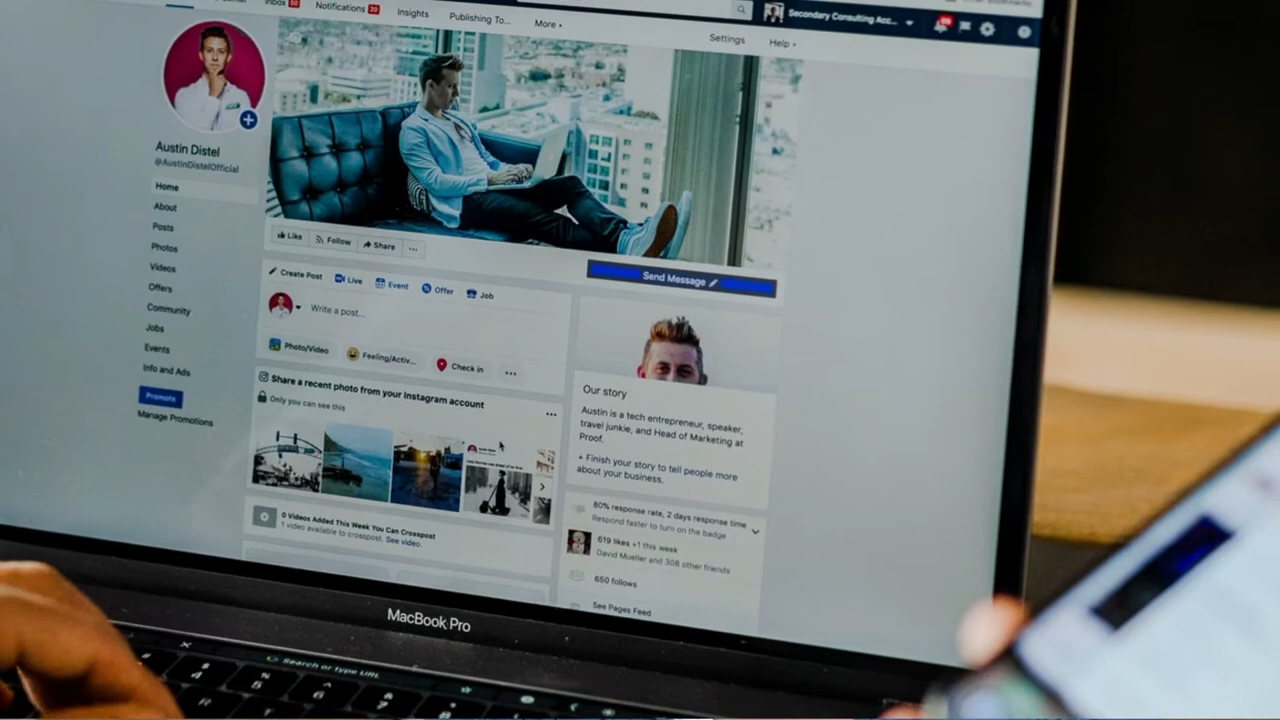 Inbox 80
Notifications 20
Insights
Publishing To...
More
Settings
Help
Secondary Consulting Acc...
Austin Distel
@AustinDistelOfficial
Home
About
Posts
Photos
Videos
Offers
Community
Jobs
Events
Info and Ads
Promote
Manage Promotions
Like
Follow
Share
...
Send Message
Create Post
Live
Event
Offer
Job
Write a post...
Photo/Video
Feeling/Activ...
Check in
...
Share a recent photo from your Instagram account
Only you can see this
...
0 Videos Added This Week You Can Crosspost
1 video available to crosspost. See video.
Our story
Austin is a tech entrepreneur, speaker,
travel junkie, and Head of Marketing at
Proof.
+ Finish your story to tell people more
about your business.
80% response rate, 2 days response time
Respond faster to turn on the badge
619 likes +1 this week
David Mueller and 308 other friends
650 follows
See Pages Feed
MacBook Pro
Search or type URL